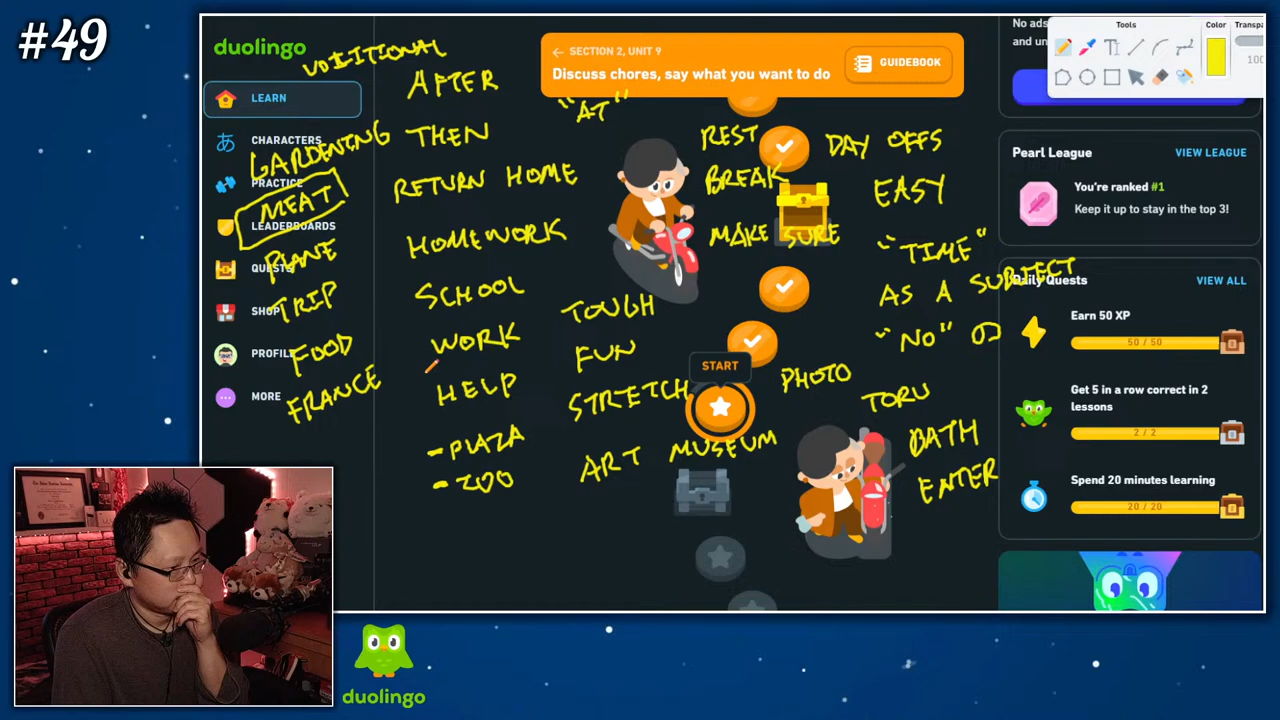 #49
duolingo
LEARN
あ CHARACTERS
PRACTICE
LEADERBOARDS
QUESTS
SHOP
PROFILE
MORE
VOLITIONAL
GARDENING
MEAT
PLANE
TRIP
FOOD
FRANCE
AFTER
THEN
RETURN HOME
HOMEWORK
SCHOOL
WORK
HELP
- PLAZA
- ZOO
"AT"
TOUGH
FUN
STRETCH
ART MUSEUM
SECTION 2, UNIT 9
Discuss chores, say what you want to do
GUIDEBOOK
REST
BREAK
MAKE SURE
START
PHOTO
DAY OFFS
EASY
"TIME"
AS A SUBJECT
"NO" の
TORU
BATH
ENTER
No ads
and un
Tools
Color
Transpa
100
Pearl League
VIEW LEAGUE
You're ranked #1
Keep it up to stay in the top 3!
Daily Quests
VIEW ALL
Earn 50 XP
50 / 50
Get 5 in a row correct in 2
lessons
2 / 2
Spend 20 minutes learning
20 / 20
duolingo